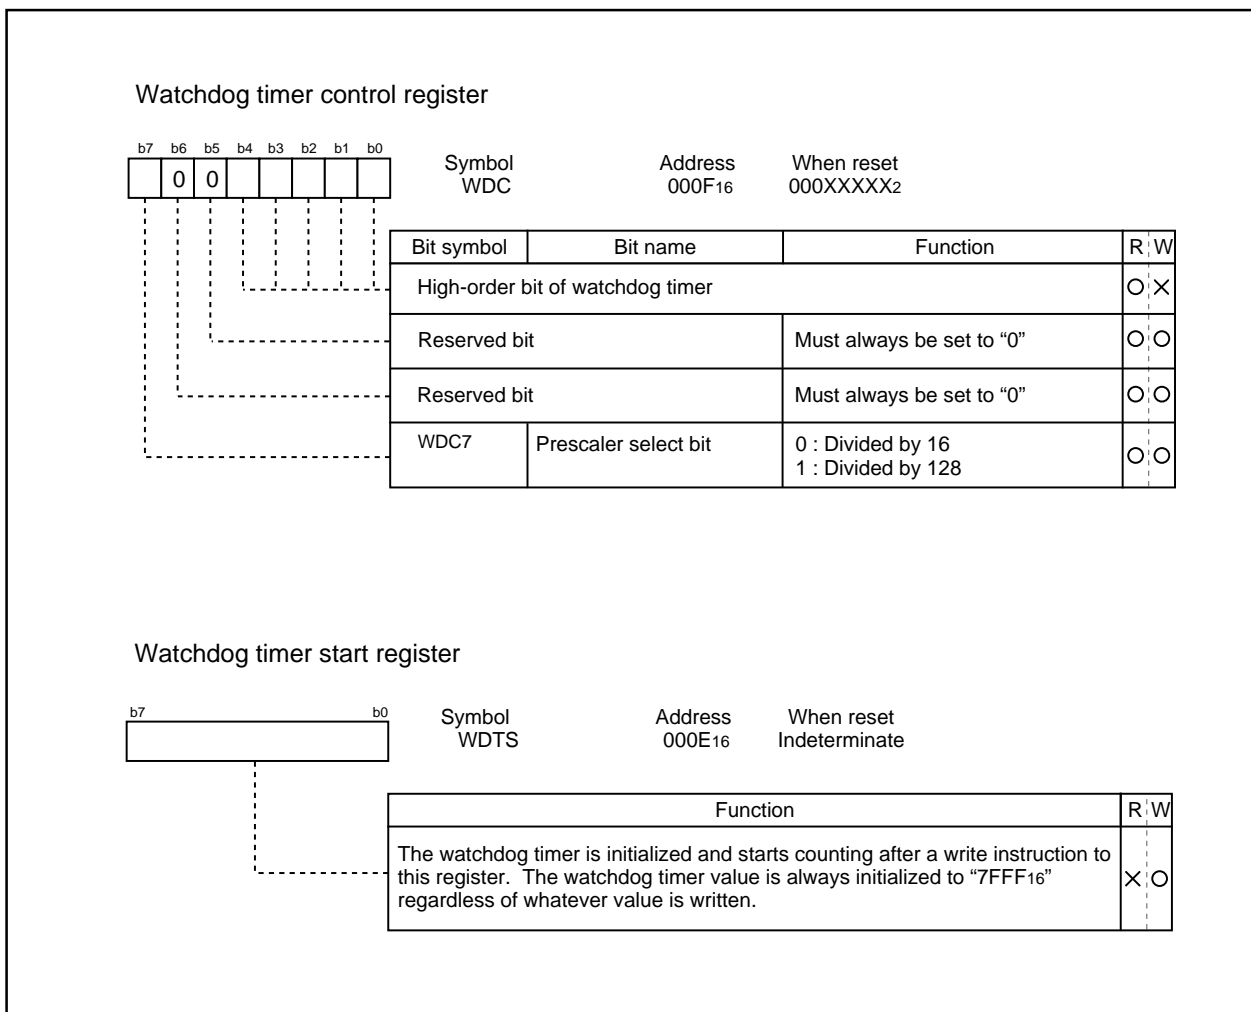 Watchdog timer control register
b7 b6 b5 b4 b3 b2 b1 b0
0 0
Symbol Address When reset
WDC 000F16 000XXXXX2
Bit symbol Bit name Function R W
High-order bit of watchdog timer O X
Reserved bit Must always be set to “0” O O
Reserved bit Must always be set to “0” O O
WDC7 Prescaler select bit 0 : Divided by 16
1 : Divided by 128 O O
Watchdog timer start register
b7 b0
Symbol Address When reset
WDTS 000E16 Indeterminate
Function R W
The watchdog timer is initialized and starts counting after a write instruction to
this register. The watchdog timer value is always initialized to “7FFF16”
regardless of whatever value is written. X O